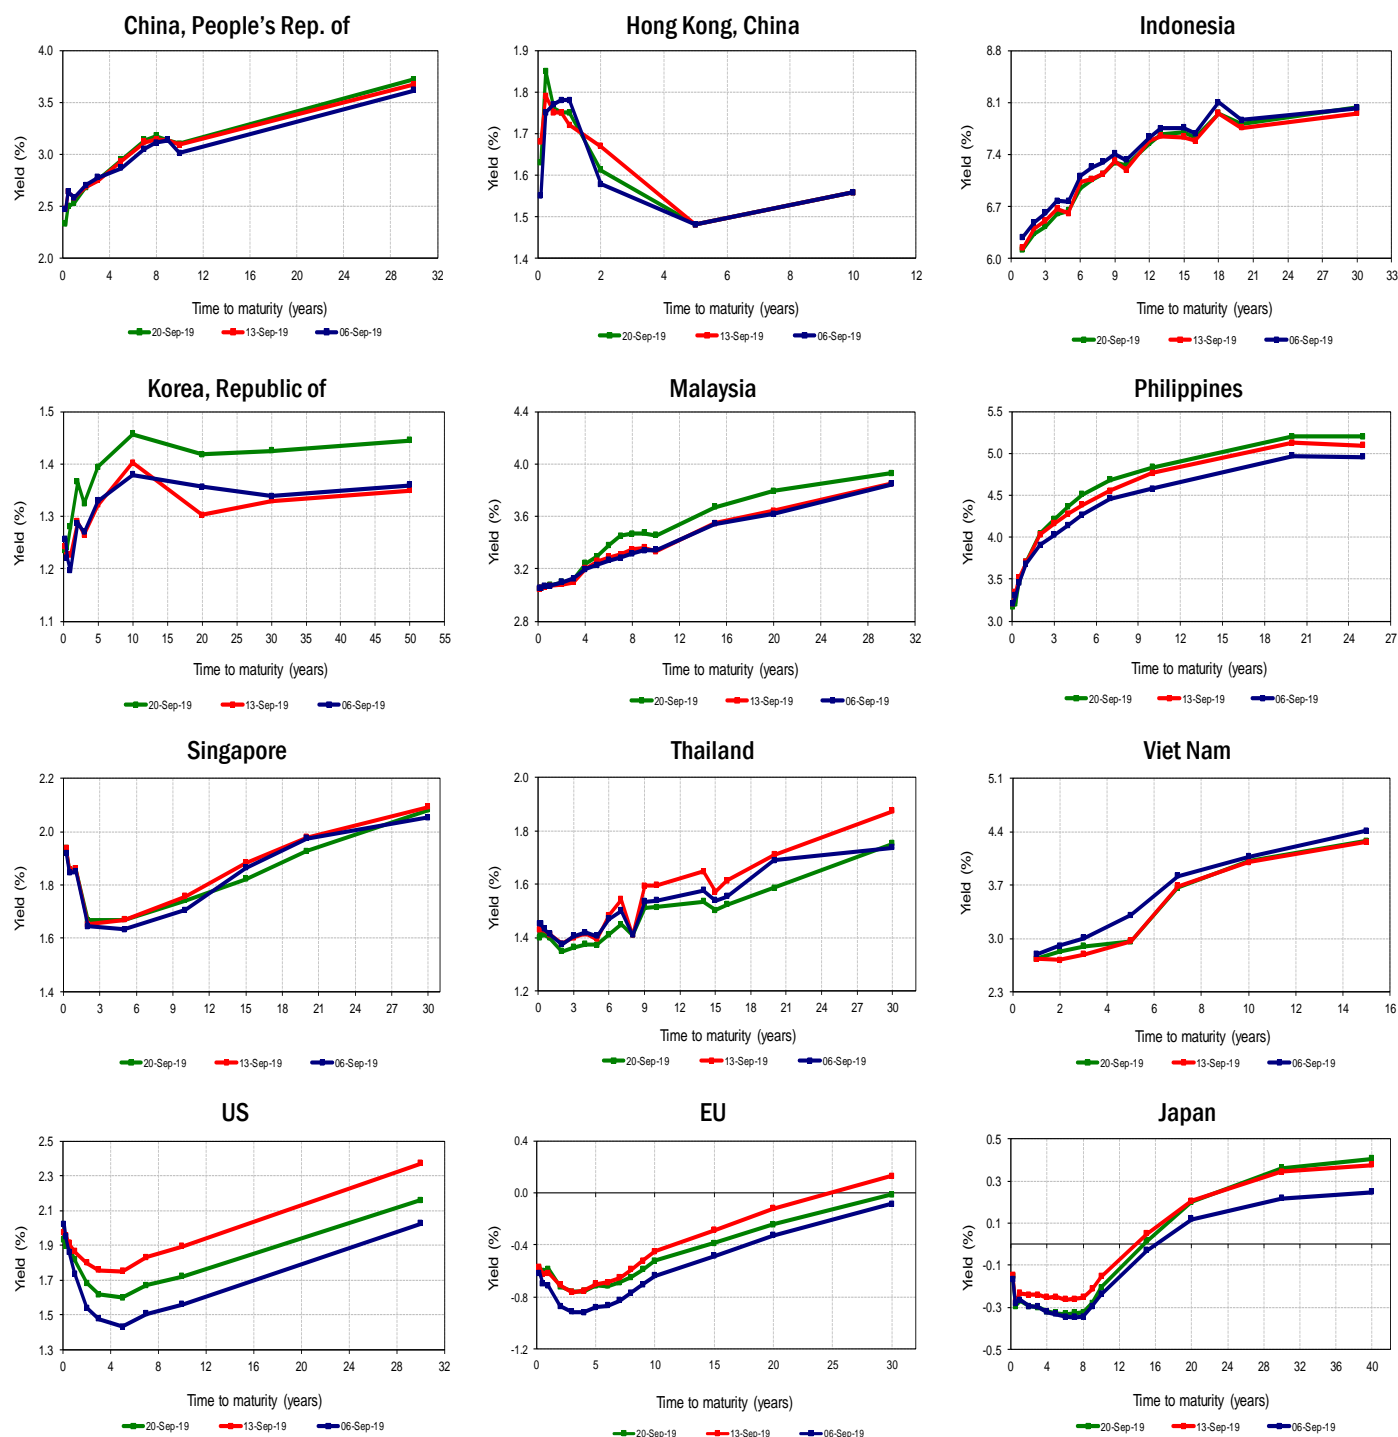 China, People's Rep. of
Yield (%)
4.0
3.5
3.0
2.5
2.0
0 4 8 12 16 20 24 28 32
Time to maturity (years)
20-Sep-19 13-Sep-19 06-Sep-19
Hong Kong, China
Yield (%)
1.9
1.8
1.7
1.6
1.5
1.4
0 2 4 6 8 10 12
Time to maturity (years)
20-Sep-19 13-Sep-19 06-Sep-19
Indonesia
Yield (%)
8.8
8.1
7.4
6.7
6.0
0 3 6 9 12 15 18 21 24 27 30 33
Time to maturity (years)
20-Sep-19 13-Sep-19 06-Sep-19
Korea, Republic of
Yield (%)
1.5
1.4
1.3
1.2
1.1
0 5 10 15 20 25 30 35 40 45 50 55
Time to maturity (years)
20-Sep-19 13-Sep-19 06-Sep-19
Malaysia
Yield (%)
4.4
4.0
3.6
3.2
2.8
0 4 8 12 16 20 24 28 32
Time to maturity (years)
20-Sep-19 13-Sep-19 06-Sep-19
Philippines
Yield (%)
5.5
5.0
4.5
4.0
3.5
3.0
0 3 6 9 12 15 18 21 24 27
Time to maturity (years)
20-Sep-19 13-Sep-19 06-Sep-19
Singapore
Yield (%)
2.2
2.0
1.8
1.6
1.4
0 3 6 9 12 15 18 21 24 27 30
Time to maturity (years)
20-Sep-19 13-Sep-19 06-Sep-19
Thailand
Yield (%)
2.0
1.8
1.6
1.4
1.2
0 3 6 9 12 15 18 21 24 27 30
Time to maturity (years)
20-Sep-19 13-Sep-19 06-Sep-19
Viet Nam
Yield (%)
5.1
4.4
3.7
3.0
2.3
0 2 4 6 8 10 12 14 16
Time to maturity (years)
20-Sep-19 13-Sep-19 06-Sep-19
US
Yield (%)
2.5
2.3
2.1
1.9
1.7
1.5
1.3
0 4 8 12 16 20 24 28 32
Time to maturity (years)
20-Sep-19 13-Sep-19 06-Sep-19
EU
Yield (%)
0.4
0.0
-0.4
-0.8
-1.2
0 5 10 15 20 25 30
Time to maturity (years)
20-Sep-19 13-Sep-19 06-Sep-19
Japan
Yield (%)
0.5
0.3
0.1
-0.1
-0.3
-0.5
0 4 8 12 16 20 24 28 32 36 40
Time to maturity (years)
20-Sep-19 13-Sep-19 06-Sep-19